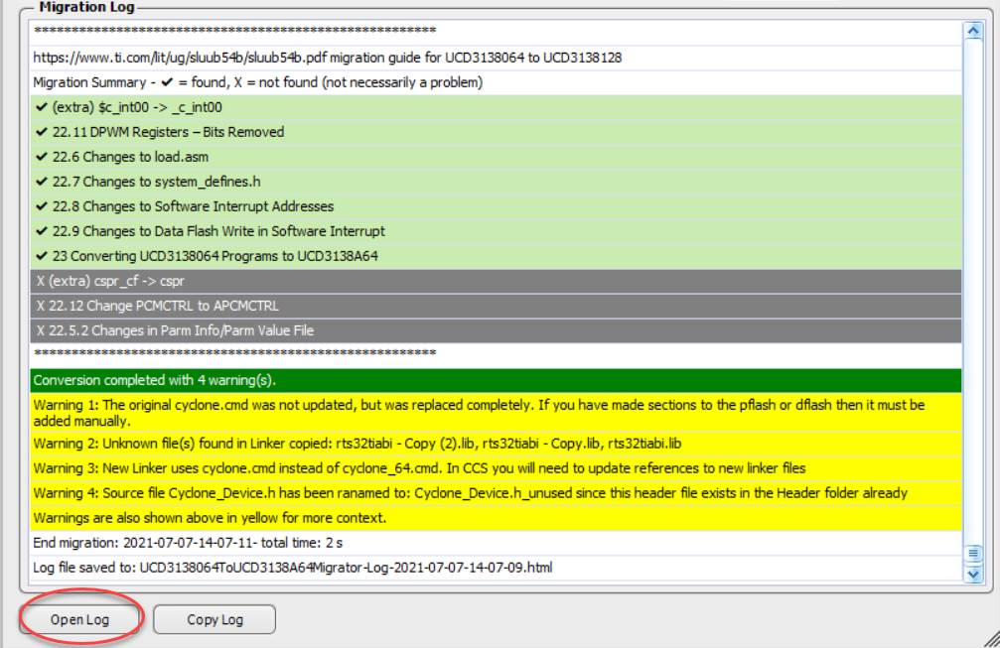 Migration Log
******************************************************
https://www.ti.com/lit/ug/sluub54b/sluub54b.pdf migration guide for UCD3138064 to UCD3138128
Migration Summary - ✔ = found, X = not found (not necessarily a problem)
✔ (extra) $c_int00 -> _c_int00
✔ 22.11 DPWM Registers – Bits Removed
✔ 22.6 Changes to load.asm
✔ 22.7 Changes to system_defines.h
✔ 22.8 Changes to Software Interrupt Addresses
✔ 22.9 Changes to Data Flash Write in Software Interrupt
✔ 23 Converting UCD3138064 Programs to UCD3138A64
X (extra) cspr_cf -> cspr
X 22.12 Change PCMCTRL to APCMCTRL
X 22.5.2 Changes in Parm Info/Parm Value File
******************************************************
Conversion completed with 4 warning(s).
Warning 1: The original cyclone.cmd was not updated, but was replaced completely. If you have made sections to the pflash or dflash then it must be
added manually.
Warning 2: Unknown file(s) found in Linker copied: rts32tiabi - Copy (2).lib, rts32tiabi - Copy.lib, rts32tiabi.lib
Warning 3: New Linker uses cyclone.cmd instead of cyclone_64.cmd. In CCS you will need to update references to new linker files
Warning 4: Source file Cyclone_Device.h has been ranamed to: Cyclone_Device.h_unused since this header file exists in the Header folder already
Warnings are also shown above in yellow for more context.
End migration: 2021-07-07-14-07-11- total time: 2 s
Log file saved to: UCD3138064ToUCD3138A64Migrator-Log-2021-07-07-14-07-09.html
Open Log
Copy Log